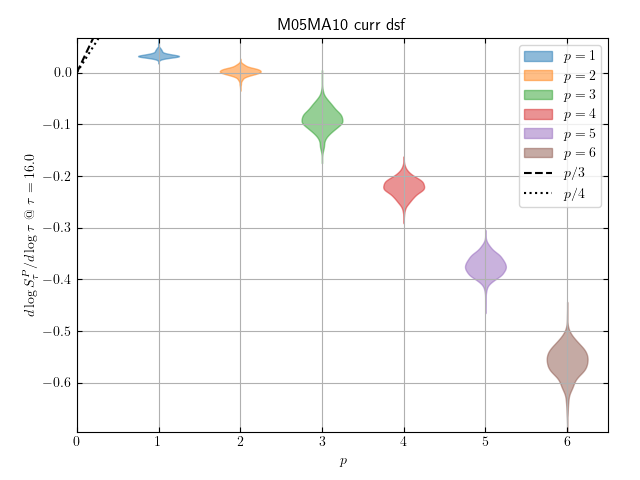 M05MA10 curr dsf
d log S_τ^P / d log τ @ τ = 16.0
0.0
−0.1
−0.2
−0.3
−0.4
−0.5
−0.6
0 1 2 3 4 5 6
p
p = 1
p = 2
p = 3
p = 4
p = 5
p = 6
p/3
p/4